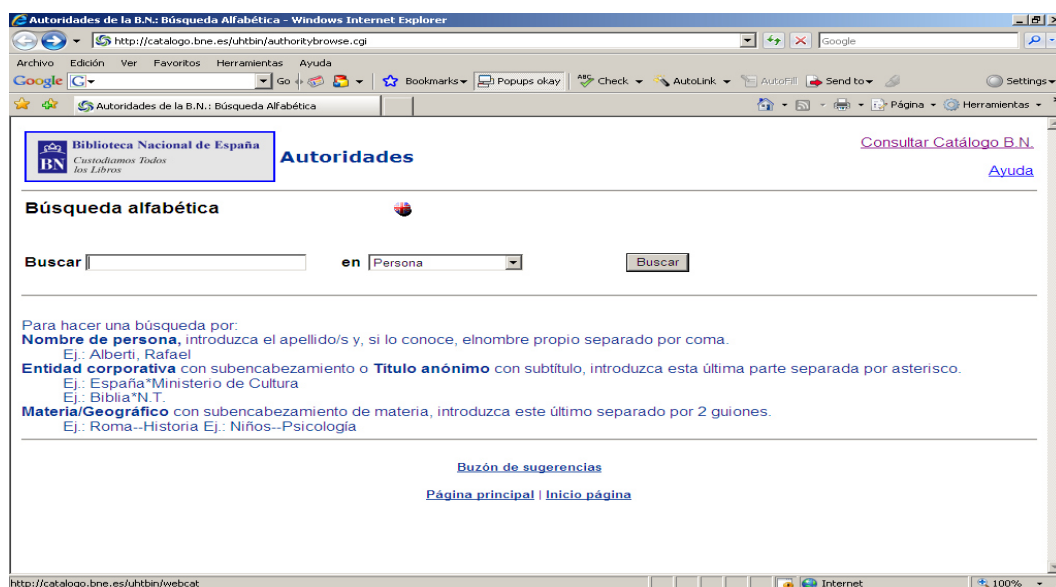 Autoridades de la B.N.: Búsqueda Alfabética - Windows Internet Explorer
http://catalogo.bne.es/uhtbin/authoritybrowse.cgi
Google
Archivo Edición Ver Favoritos Herramientas Ayuda
Google G Go Bookmarks Popups okay ABC Check AutoLink AutoFill Send to Settings
Autoridades de la B.N.: Búsqueda Alfabética
Página Herramientas
Biblioteca Nacional de España
Custodiamos Todos
los Libros
BN
Autoridades
Consultar Catálogo B.N.
Ayuda
Búsqueda alfabética
Buscar en Persona Buscar
Para hacer una búsqueda por:
Nombre de persona, introduzca el apellido/s y, si lo conoce, elnombre propio separado por coma.
Ej.: Alberti, Rafael
Entidad corporativa con subencabezamiento o Título anónimo con subtítulo, introduzca esta última parte separada por asterisco.
Ej.: España*Ministerio de Cultura
Ej.: Biblia*N.T.
Materia/Geográfico con subencabezamiento de materia, introduzca este último separado por 2 guiones.
Ej.: Roma--Historia Ej.: Niños--Psicología
Buzón de sugerencias
Página principal | Inicio página
http://catalogo.bne.es/uhtbin/webcat
Internet
100%